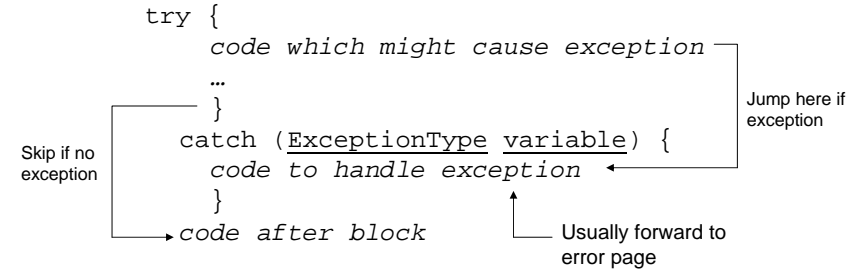 try {
code which might cause exception
…
}
Jump here if
exception
catch (ExceptionType variable) {
Skip if no
exception
code to handle exception
}
code after block
Usually forward to
error page